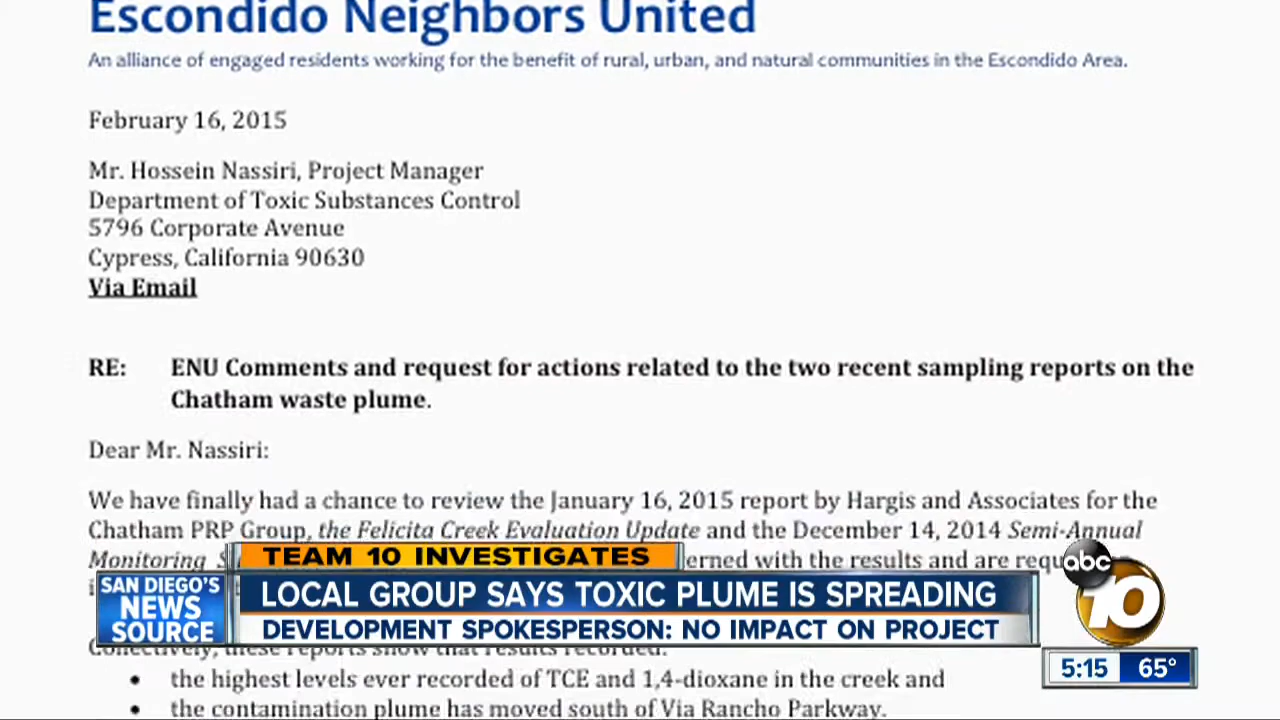 Escondido Neighbors United
An alliance of engaged residents working for the benefit of rural, urban, and natural communities in the Escondido Area.
February 16, 2015
Mr. Hossein Nassiri, Project Manager
Department of Toxic Substances Control
5796 Corporate Avenue
Cypress, California 90630
Via Email
RE: ENU Comments and request for actions related to the two recent sampling reports on the
Chatham waste plume.
Dear Mr. Nassiri:
We have finally had a chance to review the January 16, 2015 report by Hargis and Associates for the
Chatham PRP Group, the Felicita Creek Evaluation Update and the December 14, 2014 Semi-Annual
Monitoring with the results and are
TEAM 10 INVESTIGATES
SAN DIEGO'S
NEWS
SOURCE
LOCAL GROUP SAYS TOXIC PLUME IS SPREADING
DEVELOPMENT SPOKESPERSON: NO IMPACT ON PROJECT
abc
10
5:15 65°
Collectively, these reports show that results recorded:
• the highest levels ever recorded of TCE and 1,4-dioxane in the creek and
• the contamination plume has moved south of Via Rancho Parkway.